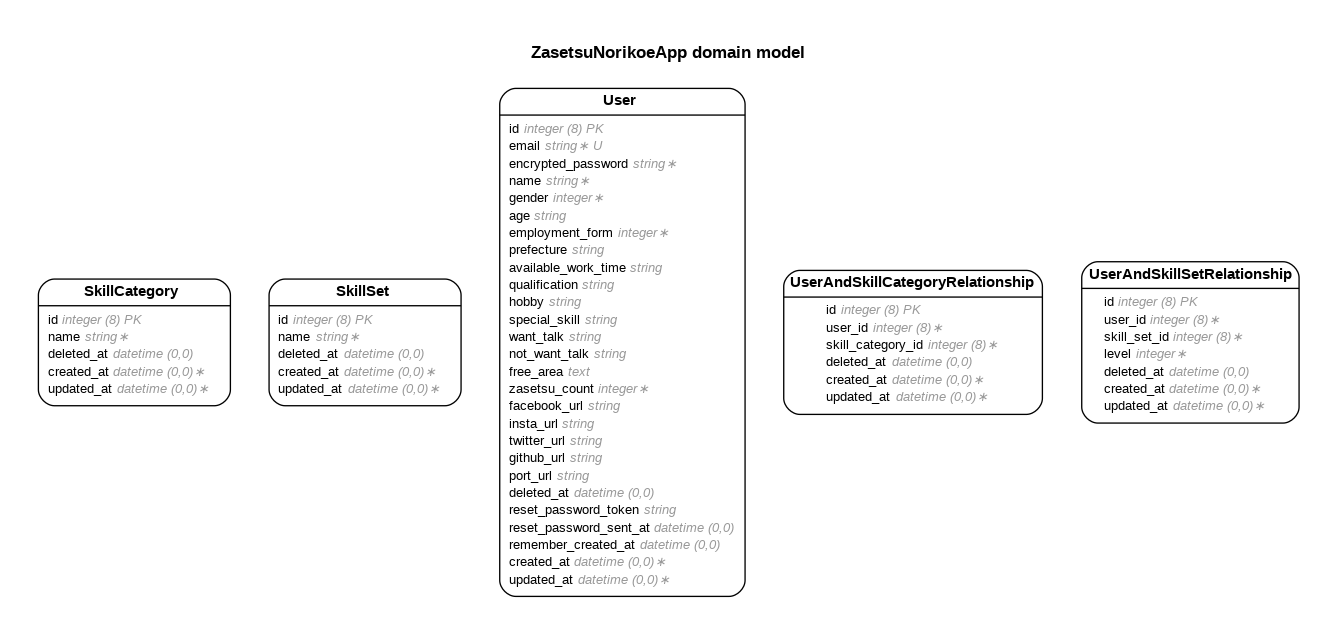 ZasetsuNorikoeApp domain model
SkillCategory
id integer (8) PK
name string∗
deleted_at datetime (0,0)
created_at datetime (0,0)∗
updated_at datetime (0,0)∗
SkillSet
id integer (8) PK
name string∗
deleted_at datetime (0,0)
created_at datetime (0,0)∗
updated_at datetime (0,0)∗
User
id integer (8) PK
email string∗ U
encrypted_password string∗
name string∗
gender integer∗
age string
employment_form integer∗
prefecture string
available_work_time string
qualification string
hobby string
special_skill string
want_talk string
not_want_talk string
free_area text
zasetsu_count integer∗
facebook_url string
insta_url string
twitter_url string
github_url string
port_url string
deleted_at datetime (0,0)
reset_password_token string
reset_password_sent_at datetime (0,0)
remember_created_at datetime (0,0)
created_at datetime (0,0)∗
updated_at datetime (0,0)∗
UserAndSkillCategoryRelationship
id integer (8) PK
user_id integer (8)∗
skill_category_id integer (8)∗
deleted_at datetime (0,0)
created_at datetime (0,0)∗
updated_at datetime (0,0)∗
UserAndSkillSetRelationship
id integer (8) PK
user_id integer (8)∗
skill_set_id integer (8)∗
level integer∗
deleted_at datetime (0,0)
created_at datetime (0,0)∗
updated_at datetime (0,0)∗